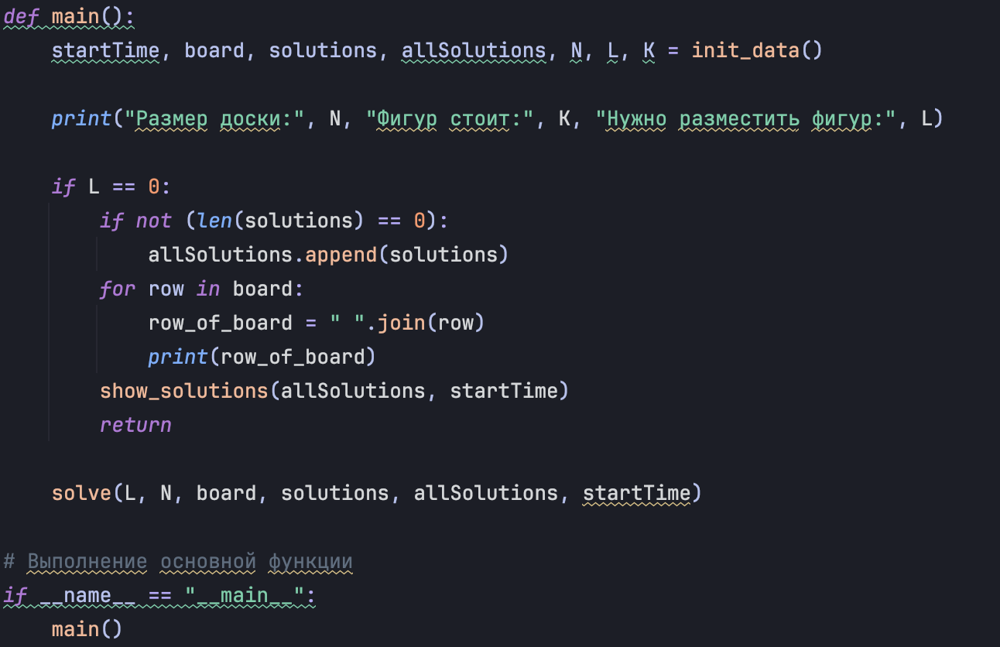 def main():
    startTime, board, solutions, allSolutions, N, L, K = init_data()
    print("Размер доски:", N, "Фигур стоит:", K, "Нужно разместить фигур:", L)
    if L == 0:
        if not (len(solutions) == 0):
            allSolutions.append(solutions)
        for row in board:
            row_of_board = " ".join(row)
            print(row_of_board)
        show_solutions(allSolutions, startTime)
        return
    solve(L, N, board, solutions, allSolutions, startTime)
# Выполнение основной функции
if __name__ == "__main__":
    main()